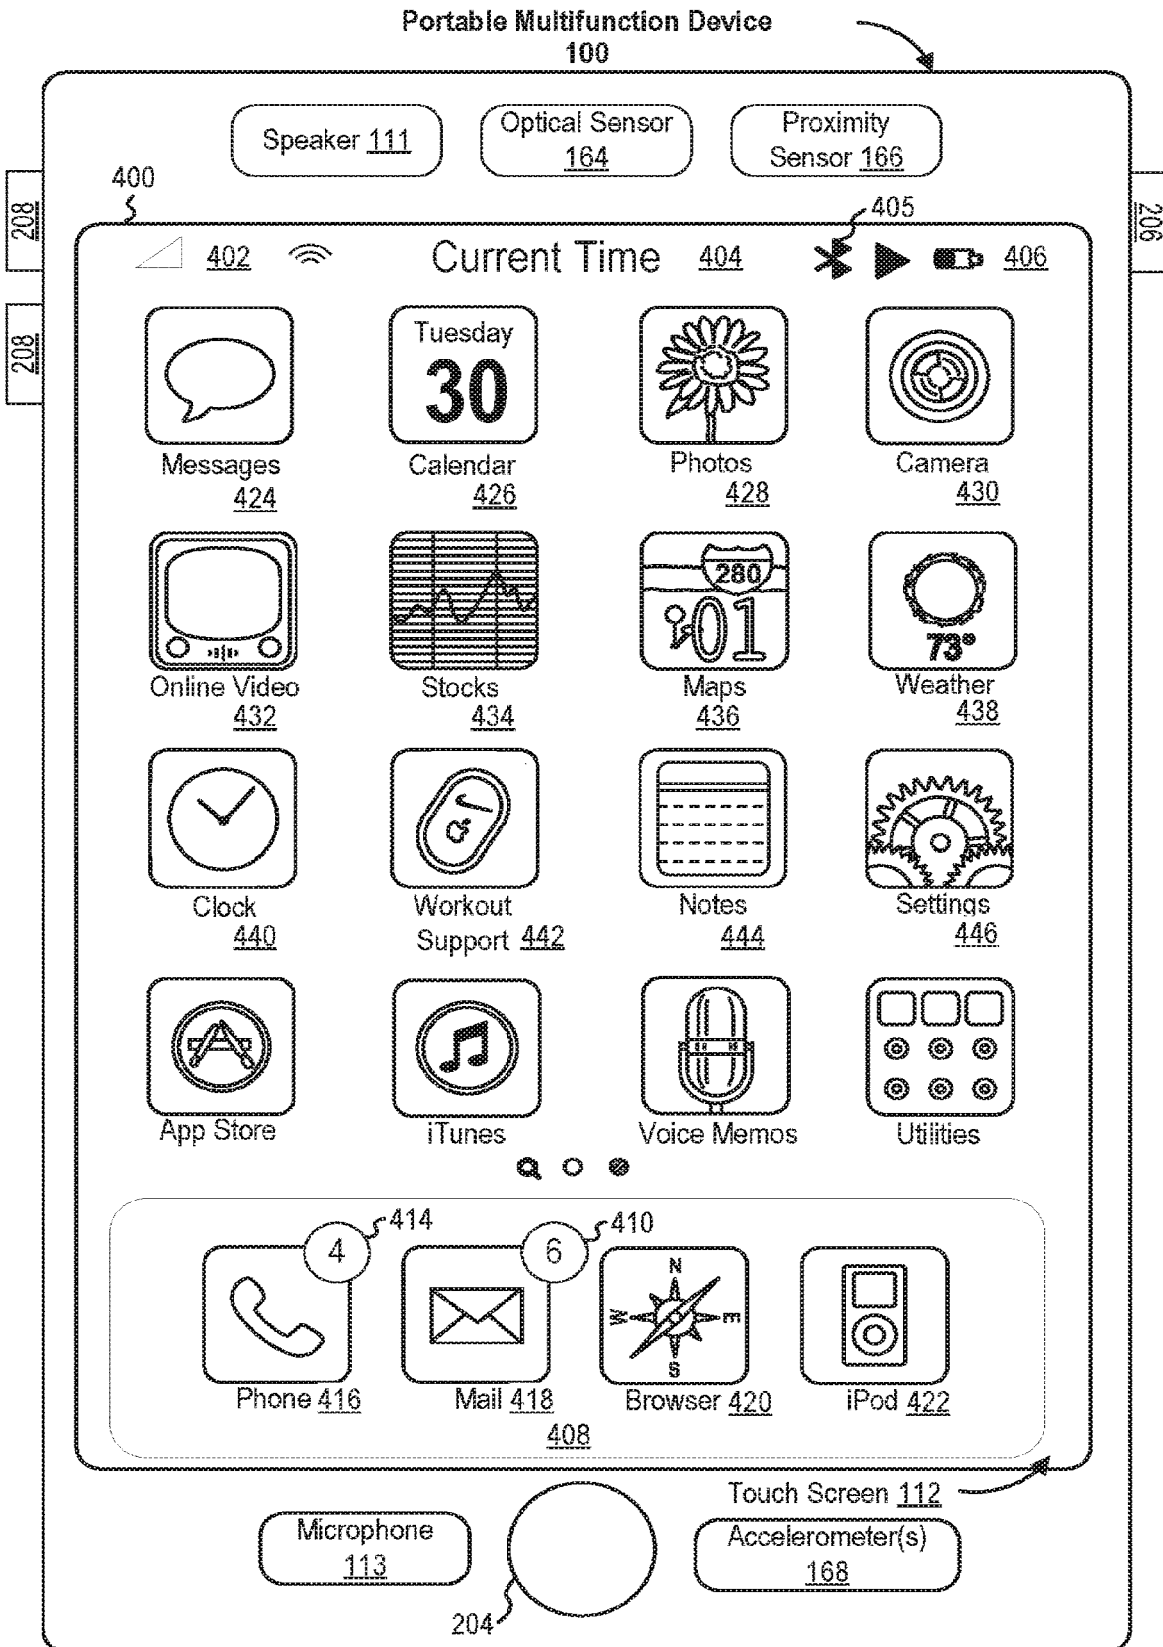 Portable Multifunction Device
100
Speaker 111
Optical Sensor
164
Proximity
Sensor 166
400
208
206
405
402 Current Time 404 406
208
Tuesday
30
Messages
424
Calendar
426
Photos
428
Camera
430
280
01
73°
Online Video
432
Stocks
434
Maps
436
Weather
438
Clock
440
Workout
Support 442
Notes
444
Settings
446
App Store
iTunes
Voice Memos
Utilities
4
414
6
410
N
W
E
S
Phone 416
Mail 418
Browser 420
iPod 422
408
Touch Screen 112
Microphone
113
Accelerometer(s)
168
204